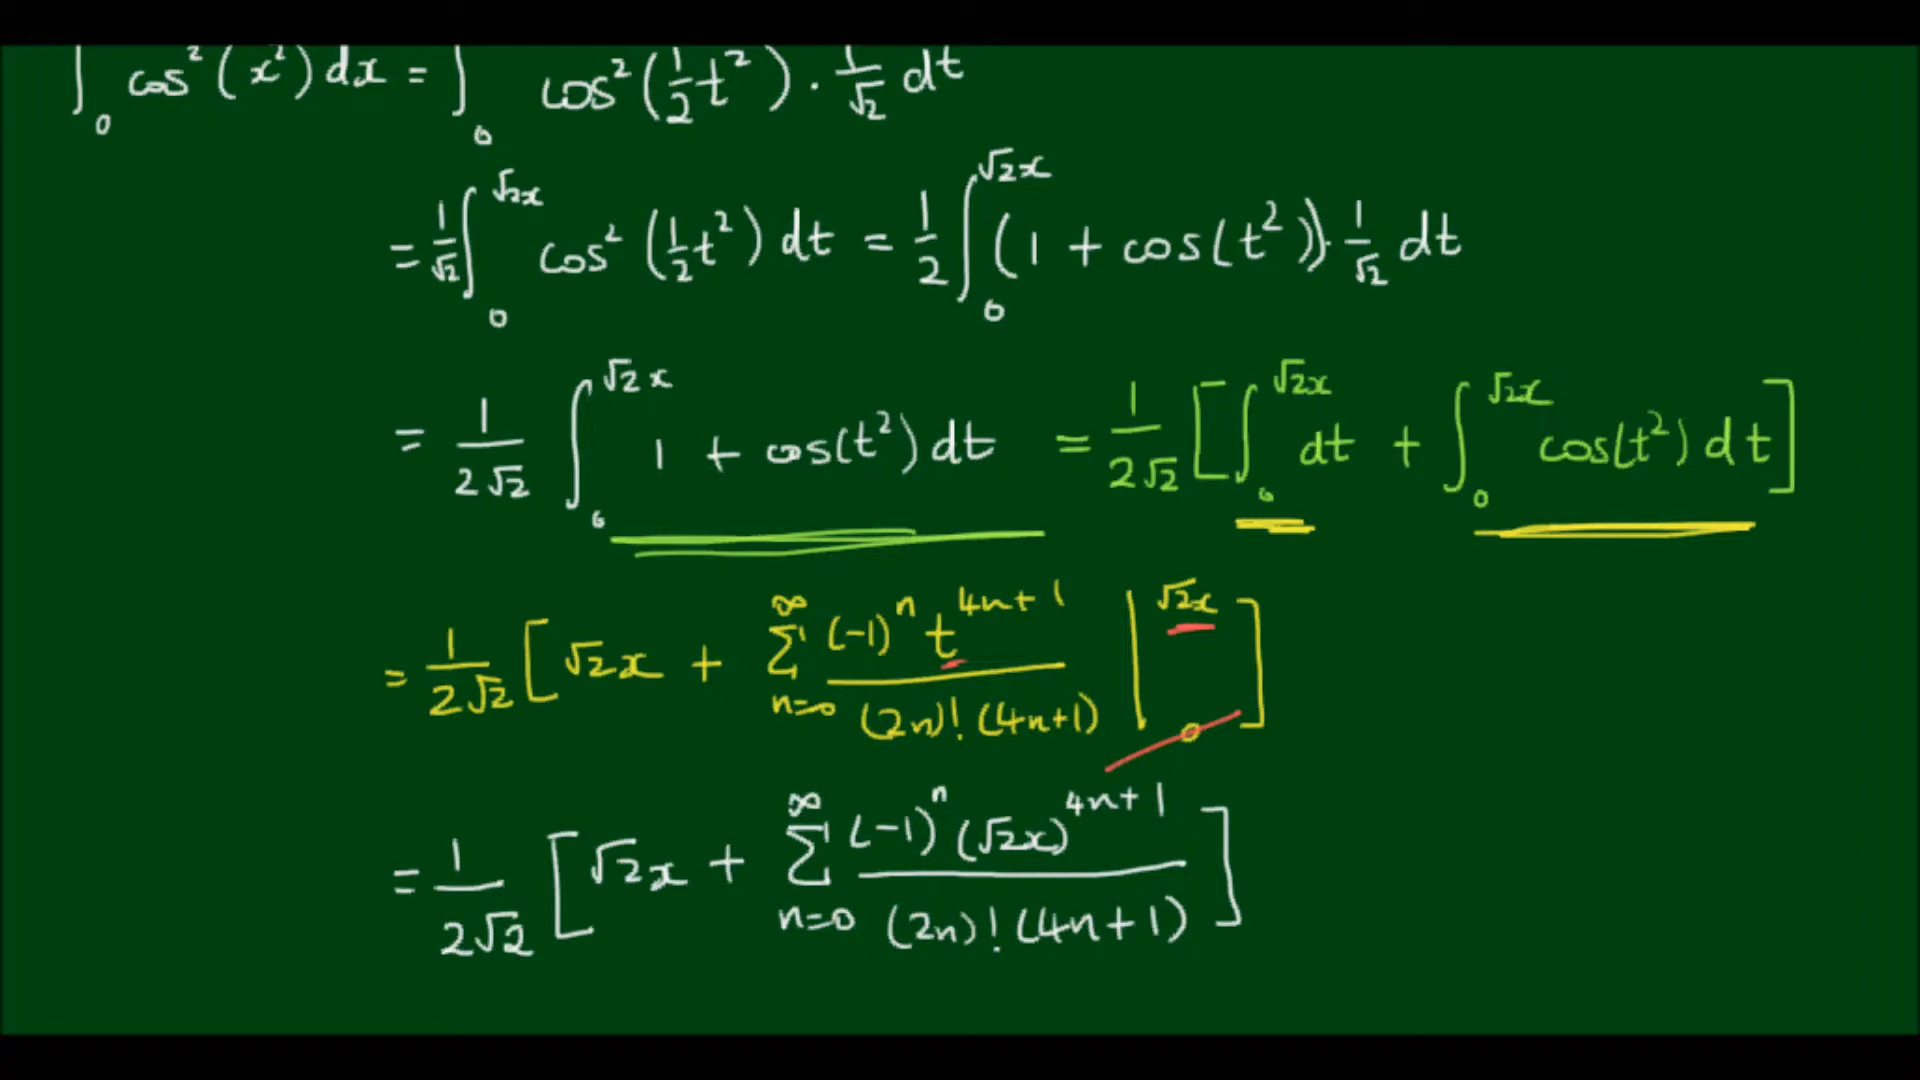 ∫₀ cos²(x²)dx = ∫₀ cos²(½t²) · 1/√2 dt
= 1/√2 ∫₀^√2x cos²(½t²) dt = 1/2 ∫₀^√2x (1 + cos(t²)) · 1/√2 dt
= 1/2√2 ∫₀^√2x 1 + cos(t²) dt = 1/2√2 [∫₀^√2x dt + ∫₀^√2x cos(t²) dt]
= 1/2√2 [√2x + ∑_{n=0}^∞ (-1)^n t^{4n+1} / (2n)!(4n+1) |₀^√2x]
= 1/2√2 [√2x + ∑_{n=0}^∞ (-1)^n (√2x)^{4n+1} / (2n)!(4n+1)]